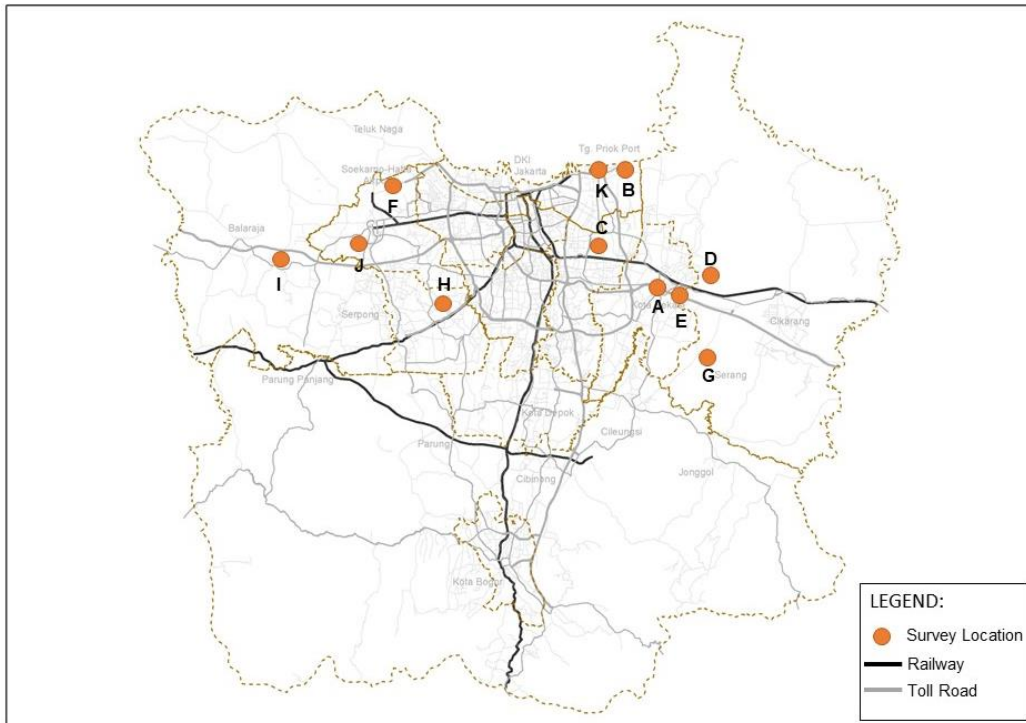 Teluk Naga
Tg. Priok Port
DKI
Jakarta
Soekarno-Hatta
K
B
F
Balaraja
C
J
D
I
H
A
E
Cikarang
Serpong
G
Serang
Parung Panjang
Kota Depok
Parung
Cileungsi
Jonggol
Cibinong
Kota Bogor
LEGEND:
Survey Location
Railway
Toll Road